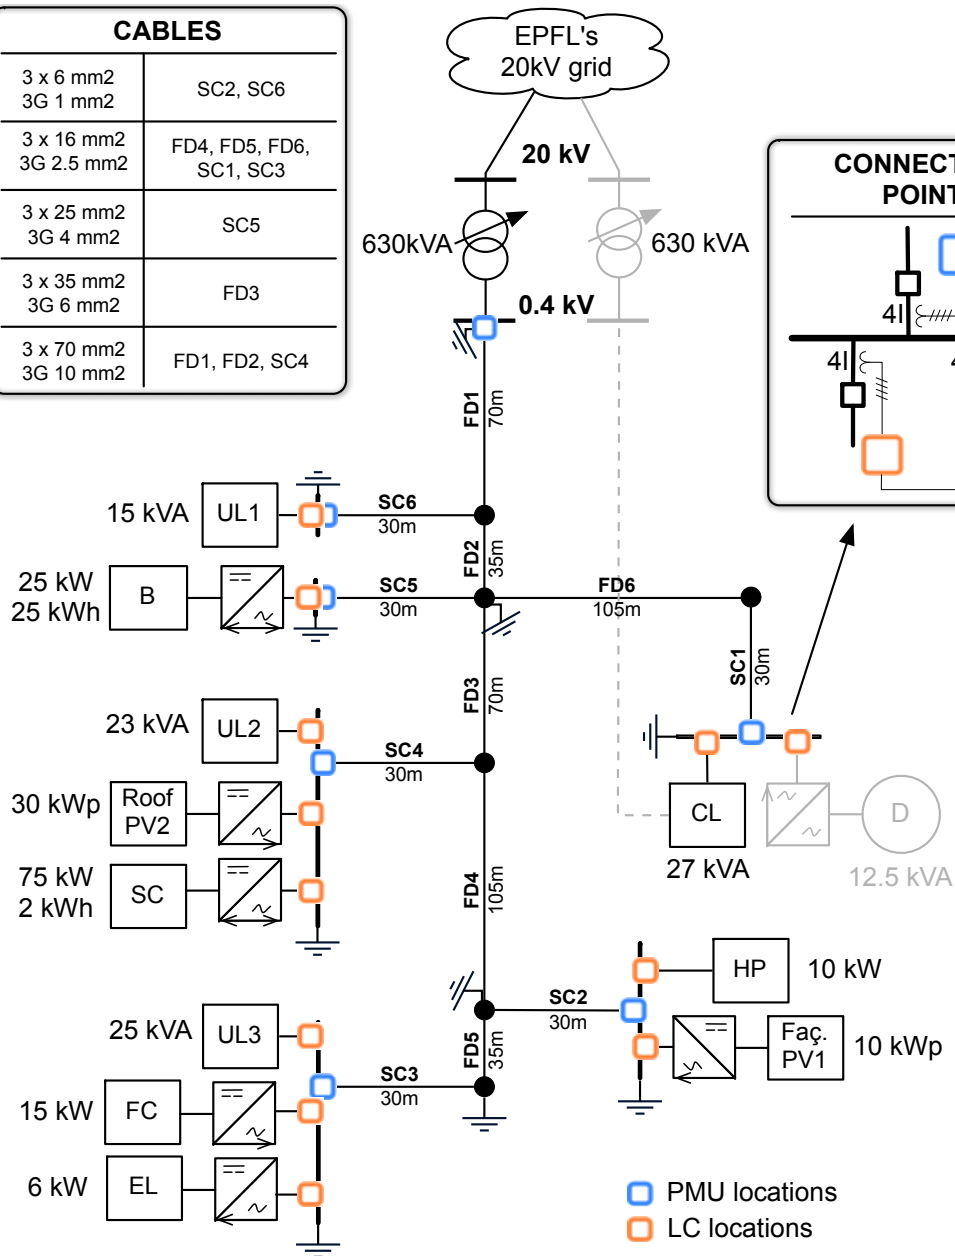 CABLES
3 x 6 mm2
3G 1 mm2
SC2, SC6
3 x 16 mm2
3G 2.5 mm2
FD4, FD5, FD6,
SC1, SC3
3 x 25 mm2
3G 4 mm2
SC5
3 x 35 mm2
3G 6 mm2
FD3
3 x 70 mm2
3G 10 mm2
FD1, FD2, SC4
EPFL's
20kV grid
20 kV
630kVA
630 kVA
0.4 kV
CONNECT
POINT
4I
4I
FD1
70m
15 kVA
UL1
SC6
30m
FD2
35m
25 kW
25 kWh
B
SC5
30m
FD6
105m
SC1
30m
FD3
70m
23 kVA
UL2
SC4
30m
30 kWp
Roof
PV2
75 kW
2 kWh
SC
CL
27 kVA
D
12.5 kVA
FD4
105m
HP
10 kW
SC2
30m
Faç.
PV1
10 kWp
25 kVA
UL3
FD5
35m
SC3
30m
15 kW
FC
6 kW
EL
PMU locations
LC locations